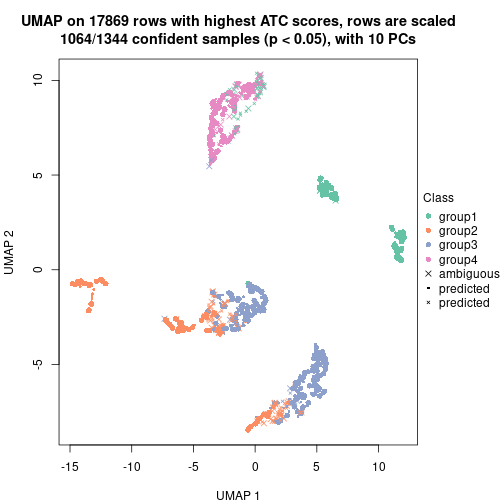 UMAP on 17869 rows with highest ATC scores, rows are scaled
1064/1344 confident samples (p < 0.05), with 10 PCs
10
5
0
-5
UMAP 2
-15
-10
-5
0
5
10
UMAP 1
Class
group1
group2
group3
group4
ambiguous
predicted
predicted